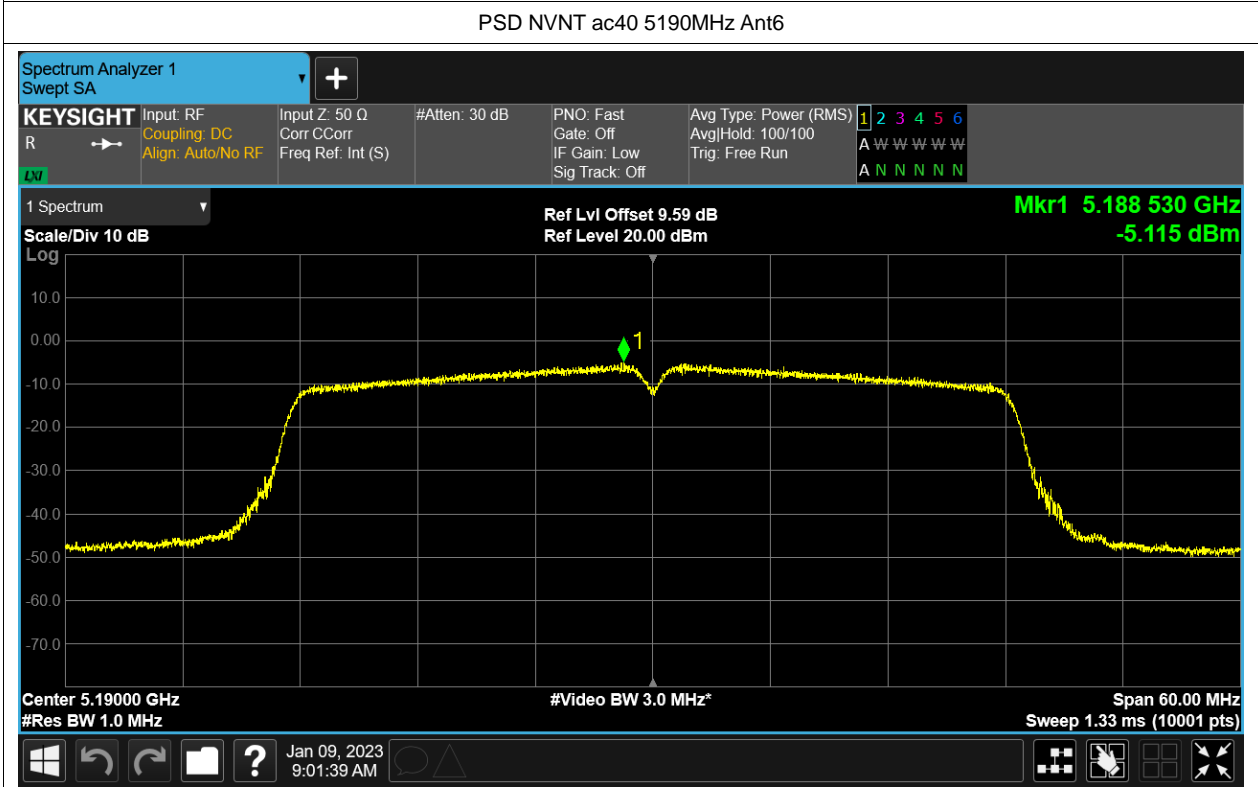 PSD NVNT ac40 5190MHz Ant6
Spectrum Analyzer 1
Swept SA
KEYSIGHT
R
LXI
Input: RF
Coupling: DC
Align: Auto/No RF
Input Z: 50 Ω
Corr CCorr
Freq Ref: Int (S)
#Atten: 30 dB
PNO: Fast
Gate: Off
IF Gain: Low
Sig Track: Off
Avg Type: Power (RMS)
Avg|Hold: 100/100
Trig: Free Run
1 2 3 4 5 6
A W W W W W
A N N N N N
1 Spectrum
Scale/Div 10 dB
Log
Ref Lvl Offset 9.59 dB
Ref Level 20.00 dBm
Mkr1 5.188 530 GHz
-5.115 dBm
10.0
0.00
-10.0
-20.0
-30.0
-40.0
-50.0
-60.0
-70.0
1
Center 5.19000 GHz
#Res BW 1.0 MHz
#Video BW 3.0 MHz*
Span 60.00 MHz
Sweep 1.33 ms (10001 pts)
?
Jan 09, 2023
9:01:39 AM